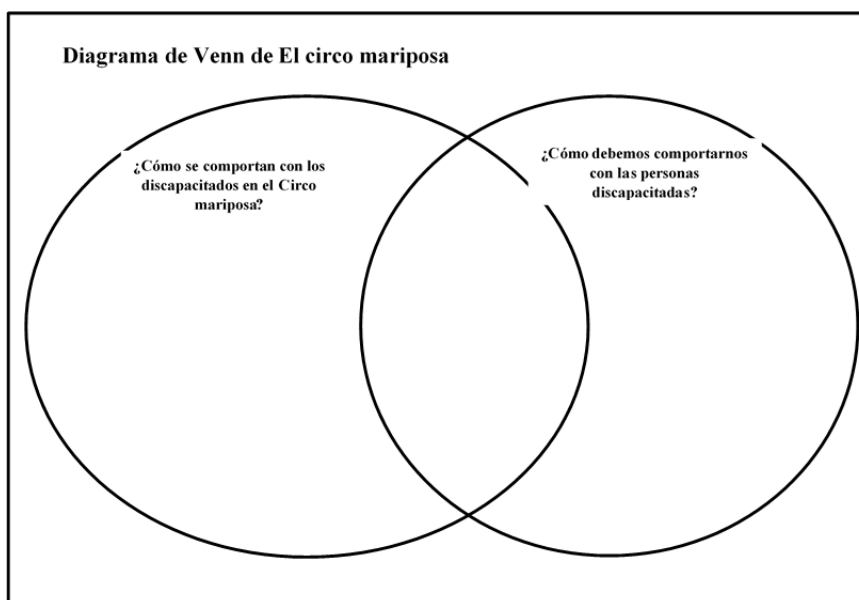 Diagrama de Venn de El circo mariposa
¿Cómo se comportan con los
discapacitados en el Circo
mariposa?
¿Cómo debemos comportarnos
con las personas
discapacitadas?